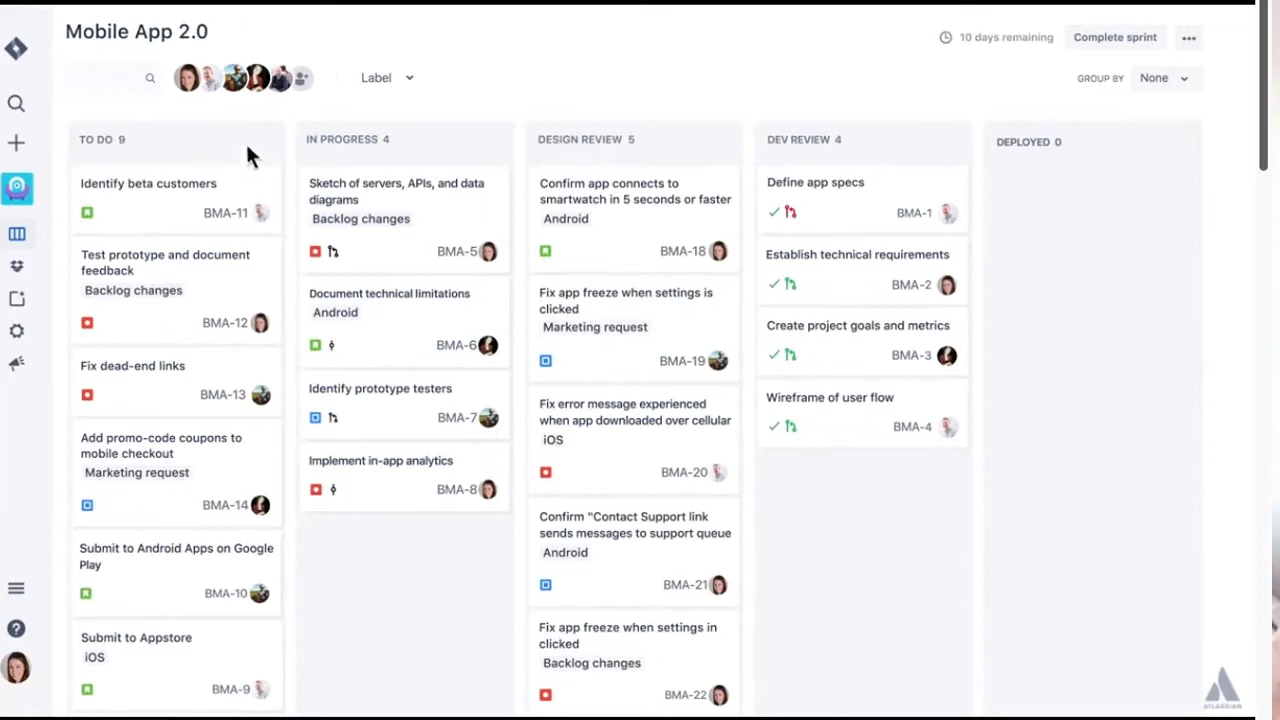 Mobile App 2.0
10 days remaining
Complete sprint
Label
GROUP BY
None
TO DO 9
Identify beta customers
BMA-11
Test prototype and document
feedback
Backlog changes
BMA-12
Fix dead-end links
BMA-13
Add promo-code coupons to
mobile checkout
Marketing request
BMA-14
Submit to Android Apps on Google
Play
BMA-10
Submit to Appstore
iOS
BMA-9
IN PROGRESS 4
Sketch of servers, APIs, and data
diagrams
Backlog changes
BMA-5
Document technical limitations
Android
BMA-6
Identify prototype testers
BMA-7
Implement in-app analytics
BMA-8
DESIGN REVIEW 5
Confirm app connects to
smartwatch in 5 seconds or faster
Android
BMA-18
Fix app freeze when settings is
clicked
Marketing request
BMA-19
Fix error message experienced
when app downloaded over cellular
iOS
BMA-20
Confirm "Contact Support link
sends messages to support queue
Android
BMA-21
Fix app freeze when settings in
clicked
Backlog changes
BMA-22
DEV REVIEW 4
Define app specs
BMA-1
Establish technical requirements
BMA-2
Create project goals and metrics
BMA-3
Wireframe of user flow
BMA-4
DEPLOYED 0
ATLASSIAN